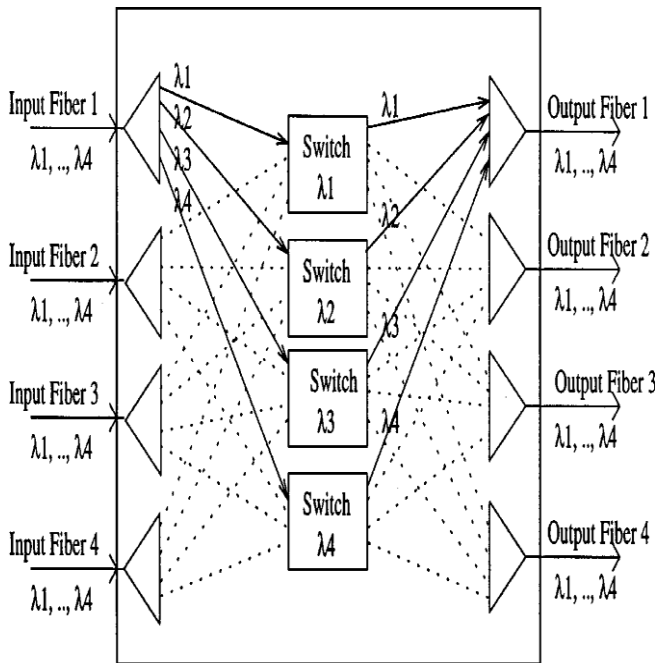 λ1
λ1
Input Fiber 1
Output Fiber 1
λ2
λ1, .., λ4
Switch
λ1
λ1, .., λ4
λ3
λ4
λ2
Input Fiber 2
Output Fiber 2
λ1, .., λ4
Switch
λ2
λ1, .., λ4
λ3
Input Fiber 3
Output Fiber 3
λ1, .., λ4
Switch
λ3
λ1, .., λ4
λ4
Input Fiber 4
Output Fiber 4
λ1, .., λ4
Switch
λ4
λ1, .., λ4